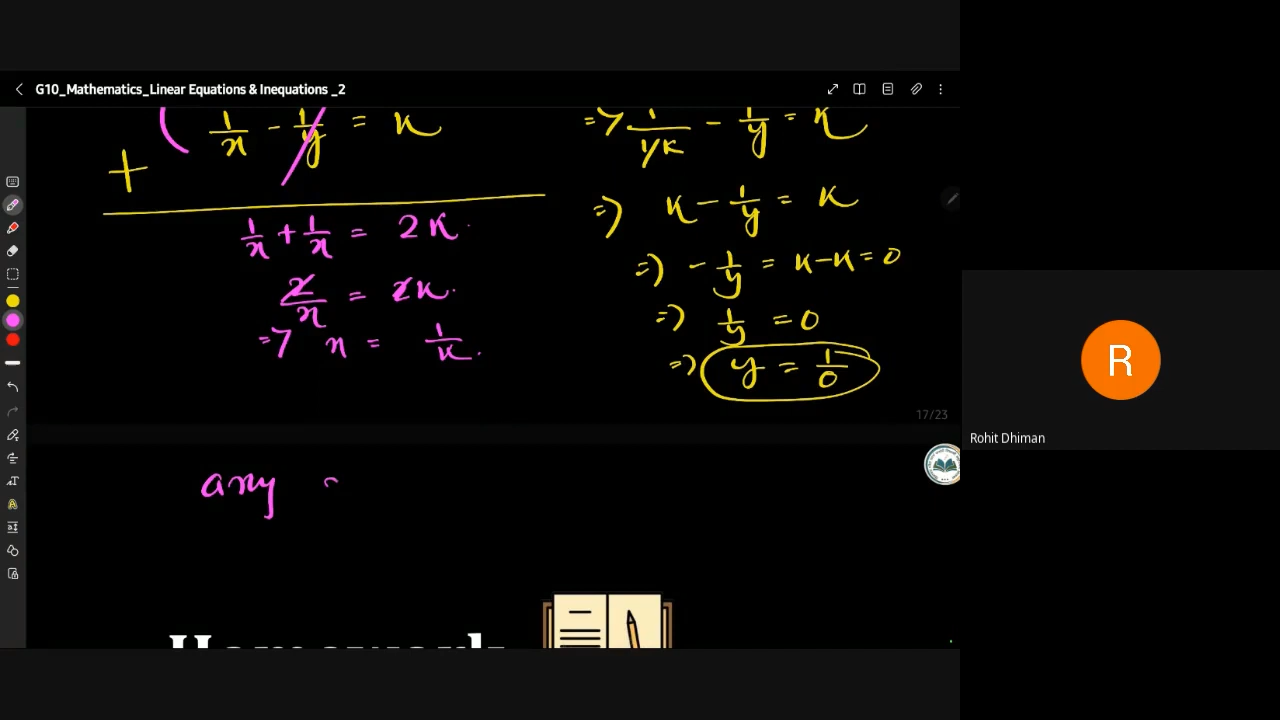 G10_Mathematics_Linear Equations & Inequations _2
1/x - 1/y = K
+
1/x + 1/x = 2K.
2/x = 2K.
=> x = 1/K.
=> 1/1/K - 1/y = K
=> K - 1/y = K
=> - 1/y = K-K=0
=> 1/y = 0
=> y = 1/0
17/23
R
Rohit Dhiman
any
Homework